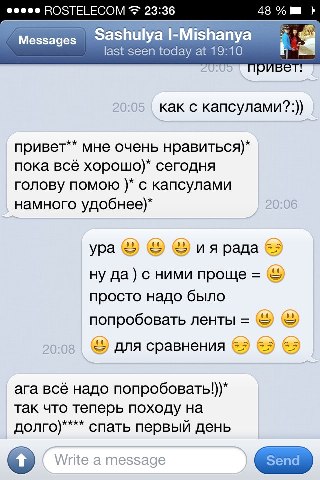 ROSTELECOM 23:36 48 %
Messages
Sashulya I-Mishanya
last seen today at 19:10
20:05
привет!
20:05
как с капсулами?:))
привет** мне очень нравиться)*
пока всё хорошо)* сегодня
голову помою )* с капсулами
намного удобнее)*
20:06
ура 😃 😃 😃 и я рада 😏
ну да ) с ними проще = 😃
просто надо было
попробовать ленты = 😃 😃
😃 для сравнения 😏 😏 😏
20:08
ага всё надо попробовать!))*
так что теперь походу на
долго)**** спать первый день
Write a message
Send